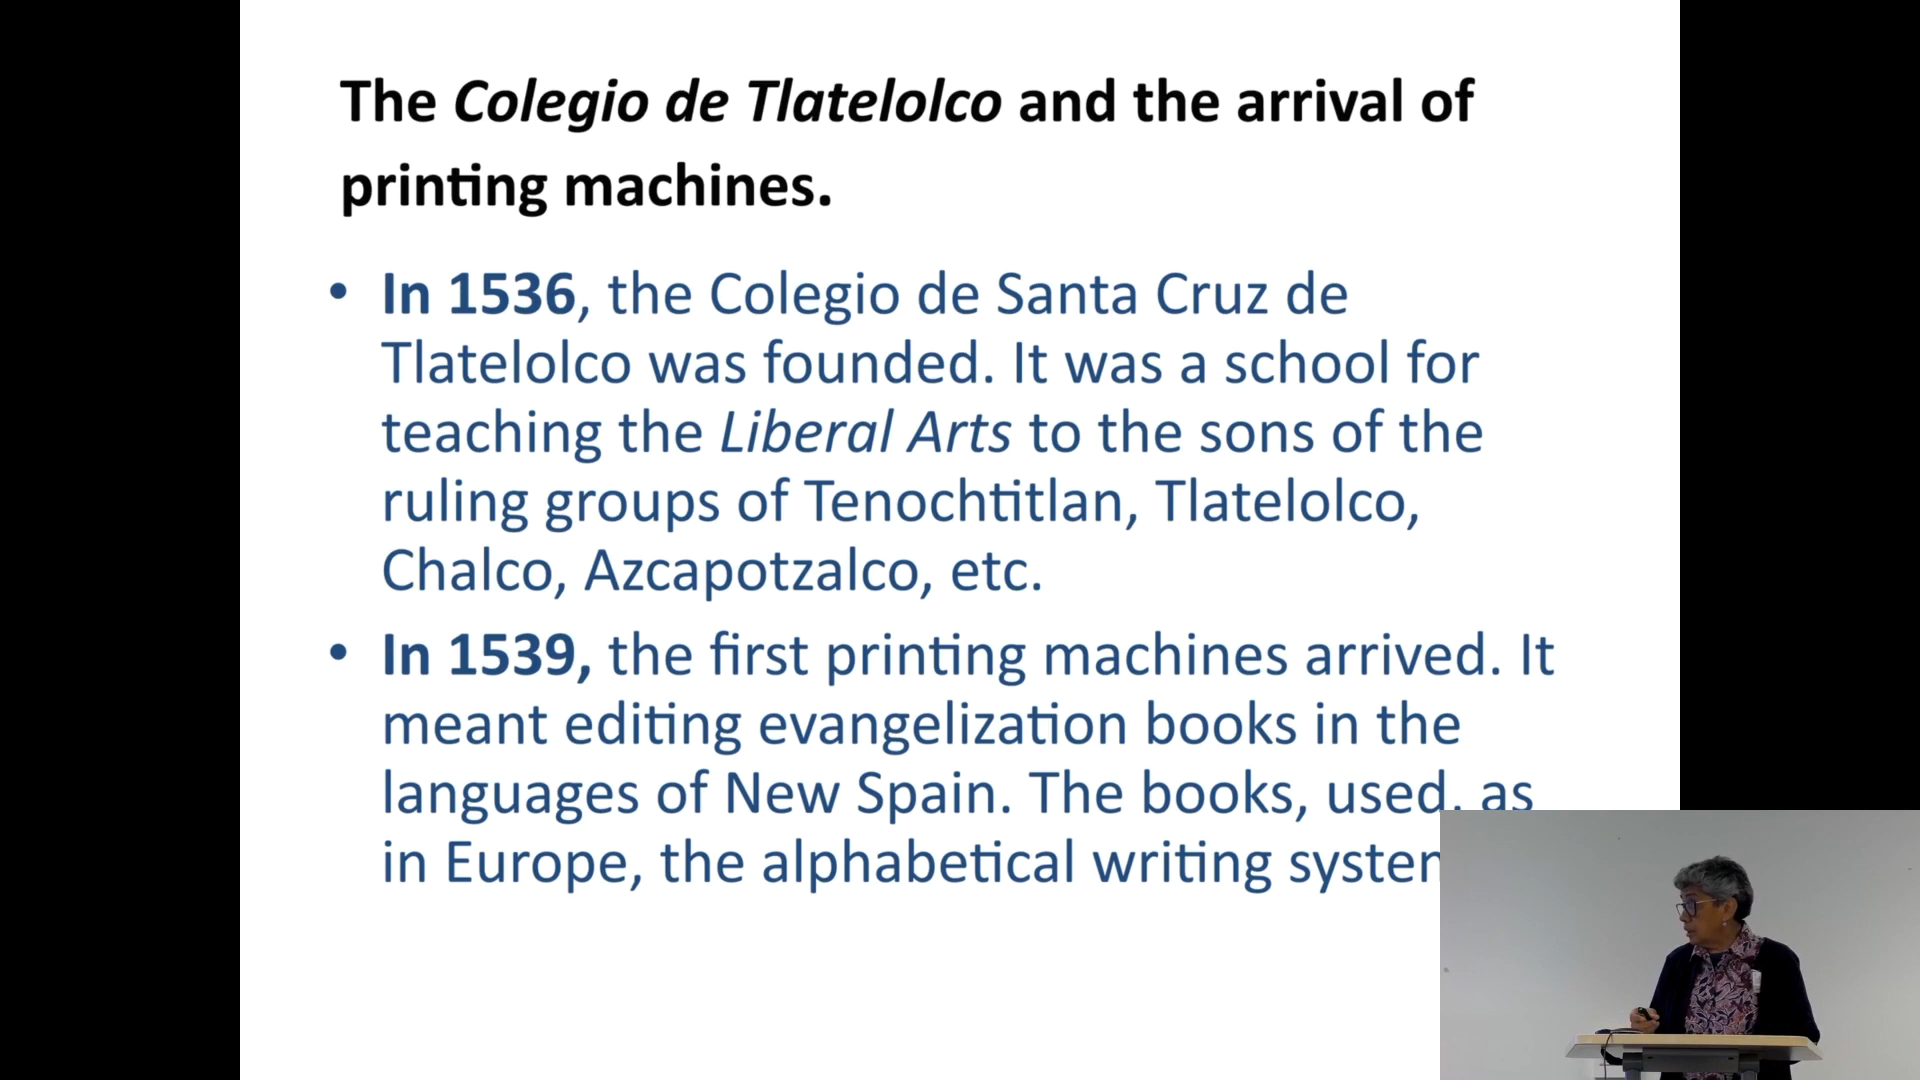 The Colegio de Tlatelolco and the arrival of
printing machines.
• In 1536, the Colegio de Santa Cruz de
Tlatelolco was founded. It was a school for
teaching the Liberal Arts to the sons of the
ruling groups of Tenochtitlan, Tlatelolco,
Chalco, Azcapotzalco, etc.
• In 1539, the first printing machines arrived. It
meant editing evangelization books in the
languages of New Spain. The books, used, as
in Europe, the alphabetical writing